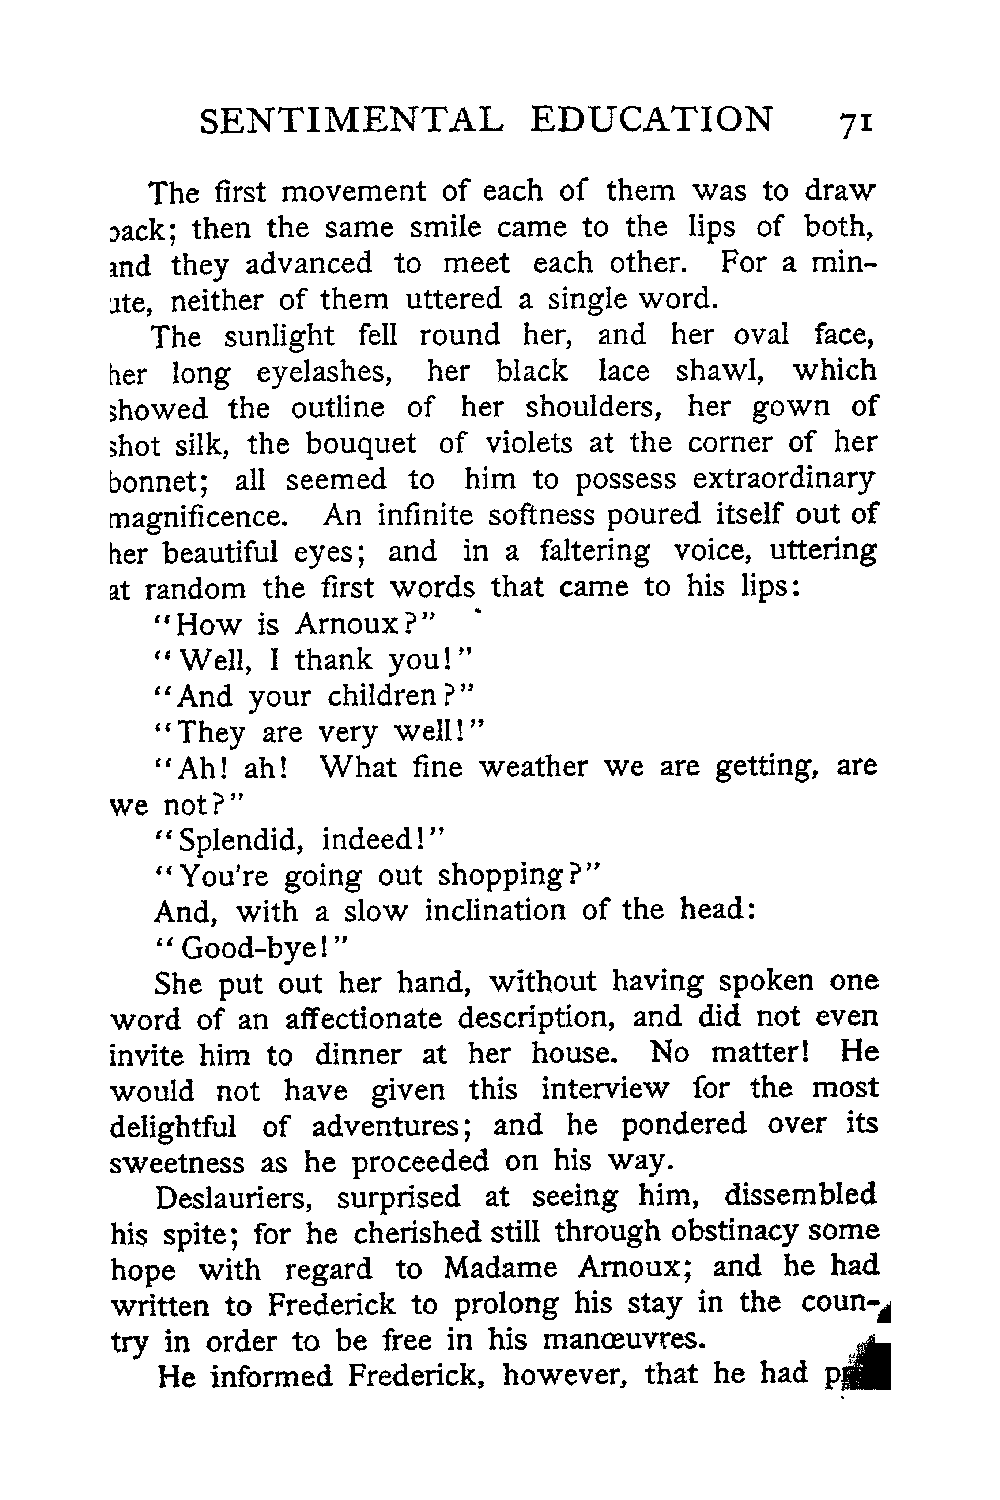 SENTIMENTAL EDUCATION 71
The first movement of each of them was to draw
back; then the same smile came to the lips of both,
and they advanced to meet each other. For a min-
ute, neither of them uttered a single word.
The sunlight fell round her, and her oval face,
her long eyelashes, her black lace shawl, which
showed the outline of her shoulders, her gown of
shot silk, the bouquet of violets at the corner of her
bonnet; all seemed to him to possess extraordinary
magnificence. An infinite softness poured itself out of
her beautiful eyes; and in a faltering voice, uttering
at random the first words that came to his lips:
"How is Arnoux?"
"Well, I thank you!"
"And your children?"
"They are very well!"
"Ah! ah! What fine weather we are getting, are
we not?"
"Splendid, indeed!"
"You're going out shopping?"
And, with a slow inclination of the head:
"Good-bye!"
She put out her hand, without having spoken one
word of an affectionate description, and did not even
invite him to dinner at her house. No matter! He
would not have given this interview for the most
delightful of adventures; and he pondered over its
sweetness as he proceeded on his way.
Deslauriers, surprised at seeing him, dissembled
his spite; for he cherished still through obstinacy some
hope with regard to Madame Arnoux; and he had
written to Frederick to prolong his stay in the coun-
try in order to be free in his manœuvres.
He informed Frederick, however, that he had